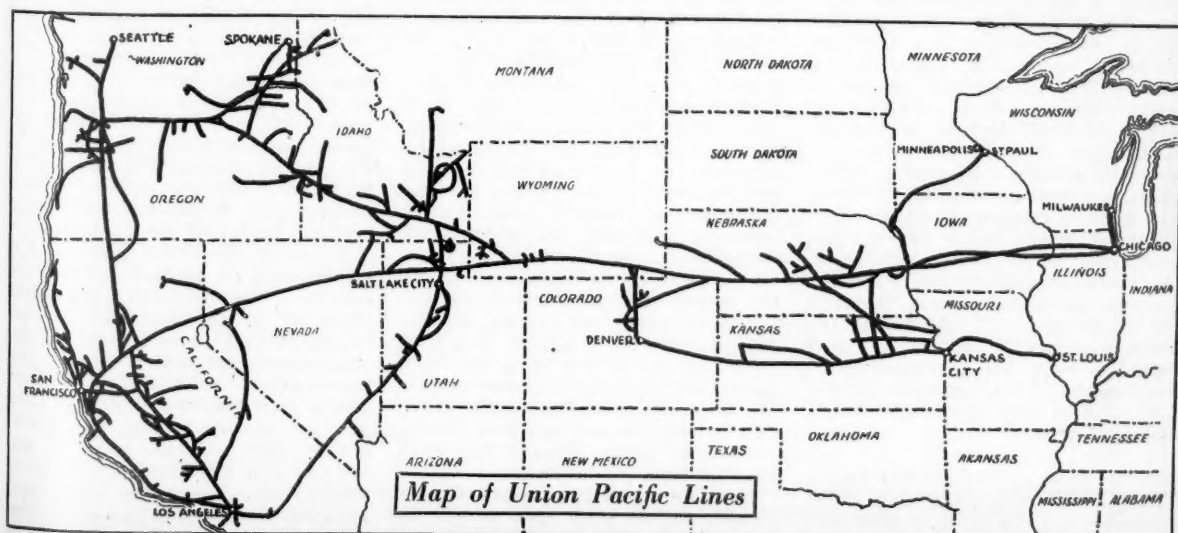 SEATTLE
SPOKANE
WASHINGTON
MONTANA
NORTH DAKOTA
MINNESOTA
WISCONSIN
IDAHO
SOUTH DAKOTA
MINNEAPOLIS
ST PAUL
OREGON
WYOMING
NEBRASKA
IOWA
MILWAUKEE
CHICAGO
SALT LAKE CITY
COLORADO
ILLINOIS
INDIANA
NEVADA
KANSAS
MISSOURI
DENVER
KANSAS
CITY
ST. LOUIS
SAN
FRANCISCO
CALIFORNIA
UTAH
OKLAHOMA
TENNESSEE
ARIZONA
NEW MEXICO
TEXAS
AKANSAS
Map of Union Pacific Lines
LOS ANGELES
MISSISSIPPI
ALABAMA